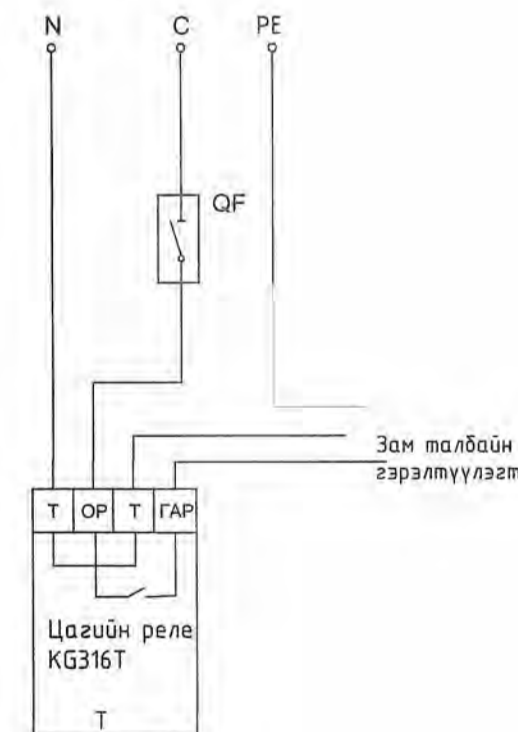 N C PE
QF
Зам талбайн
гэрэлтүүлэгт
Т ОР Т ГАР
Цагийн реле
KG316T
Т